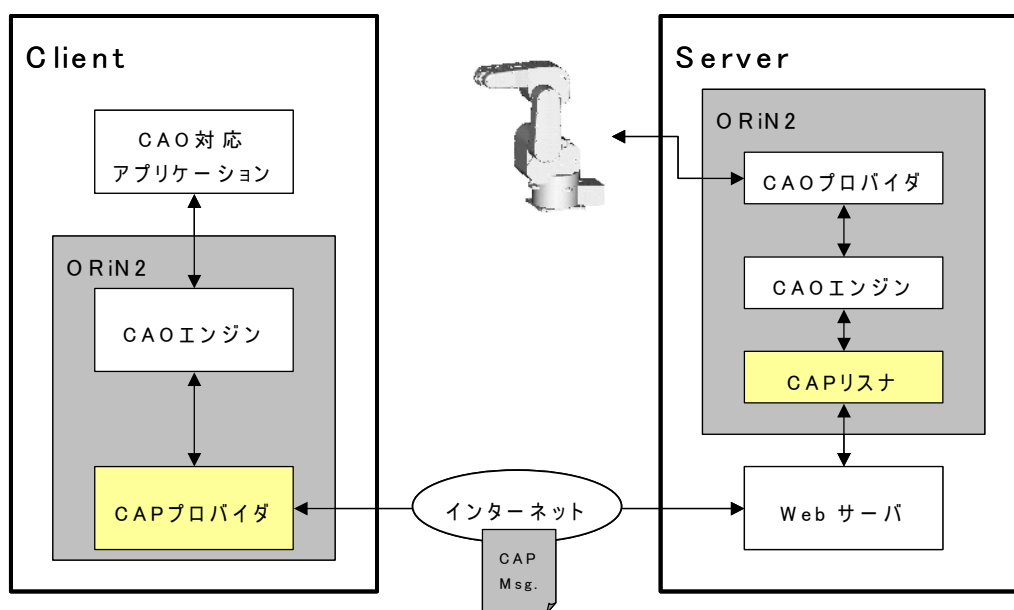 Client
CAO対応
アプリケーション
ORiN2
CAOエンジン
CAPプロバイダ
インターネット
CAP
Msg.
Server
ORiN2
CAOプロバイダ
CAOエンジン
CAPリスナ
Web サーバ